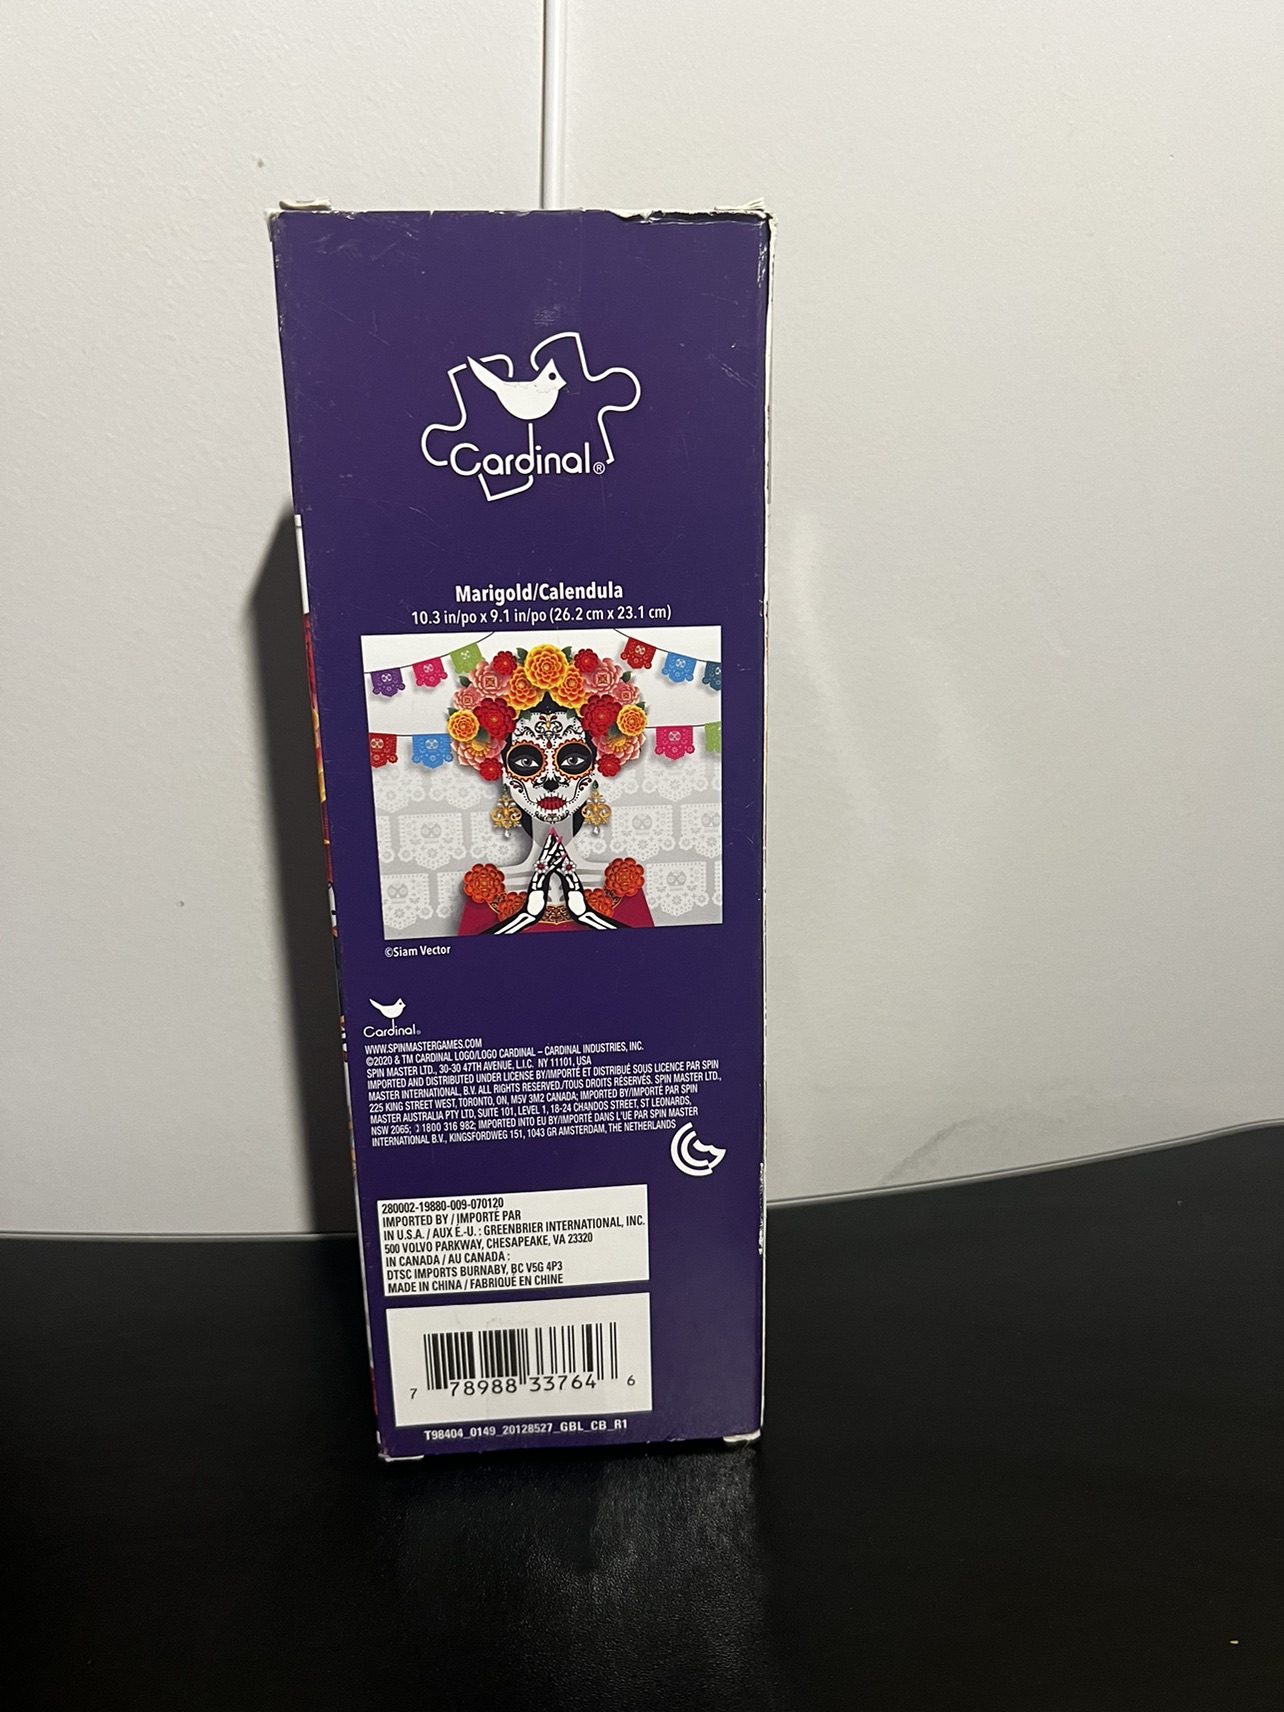 Cardinal®
Marigold/Calendula
10.3 in/po x 9.1 in/po (26.2 cm x 23.1 cm)
©Siam Vector
Cardinal®
WWW.SPINMASTERGAMES.COM
©2020 & TM CARDINAL LOGO/LOGO CARDINAL – CARDINAL INDUSTRIES, INC.
SPIN MASTER LTD., 30-30 47TH AVENUE, L.I.C. NY 11101, USA
IMPORTED AND DISTRIBUTED UNDER LICENSE BY/IMPORTÉ ET DISTRIBUÉ SOUS LICENCE PAR SPIN
MASTER INTERNATIONAL, B.V. ALL RIGHTS RESERVED./TOUS DROITS RÉSERVÉS. SPIN MASTER LTD.,
225 KING STREET WEST, TORONTO, ON, M5V 3M2 CANADA; IMPORTED BY/IMPORTÉ PAR SPIN
MASTER AUSTRALIA PTY LTD, SUITE 101, LEVEL 1, 18-24 CHANDOS STREET, ST LEONARDS,
NSW 2065; 1800 316 982; IMPORTED INTO EU BY/IMPORTÉ DANS L'UE PAR SPIN MASTER
INTERNATIONAL B.V., KINGSFORDWEG 151, 1043 GR AMSTERDAM, THE NETHERLANDS
280002-19880-009-070120
IMPORTED BY / IMPORTÉ PAR
IN U.S.A. / AUX É.-U. : GREENBRIER INTERNATIONAL, INC.
500 VOLVO PARKWAY, CHESAPEAKE, VA 23320
IN CANADA / AU CANADA :
DTSC IMPORTS BURNABY, BC V5G 4P3
MADE IN CHINA / FABRIQUÉ EN CHINE
7 78988 33764 6
T98404_0149_20128527_GBL_CB_R1